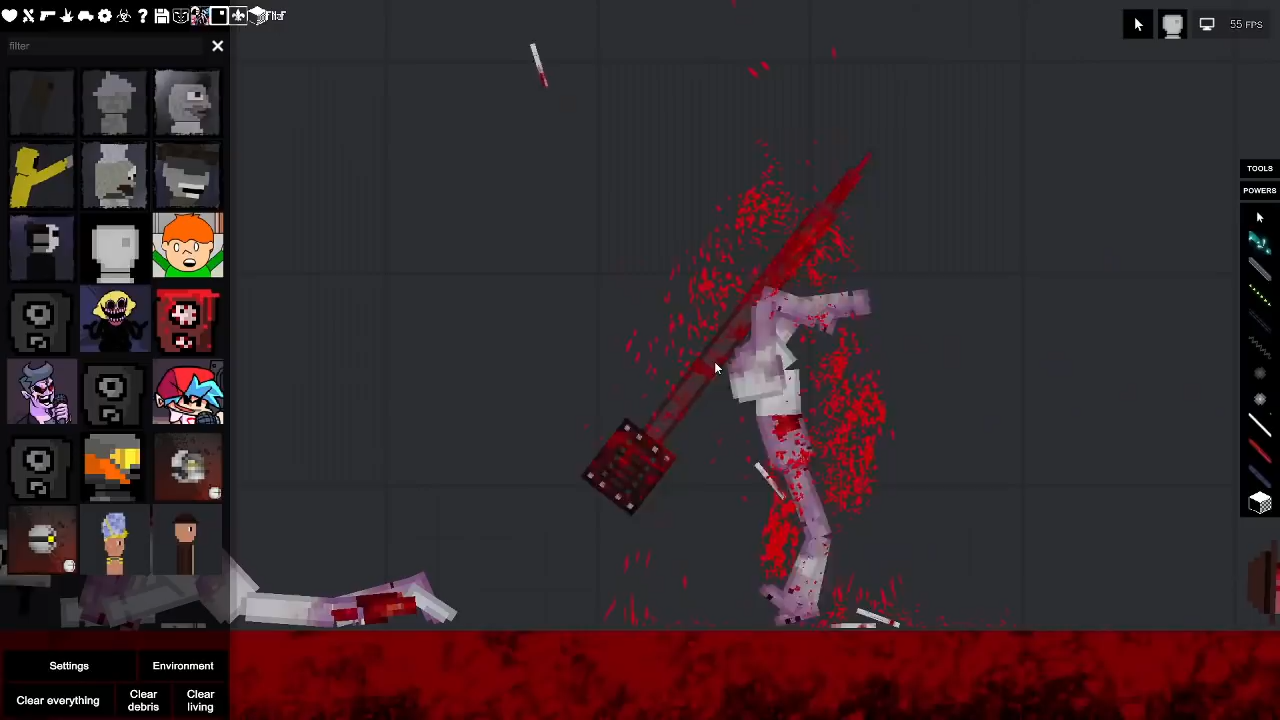 55 FPS
filter
TOOLS
POWERS
Settings
Environment
Clear everything
Clear debris
Clear living